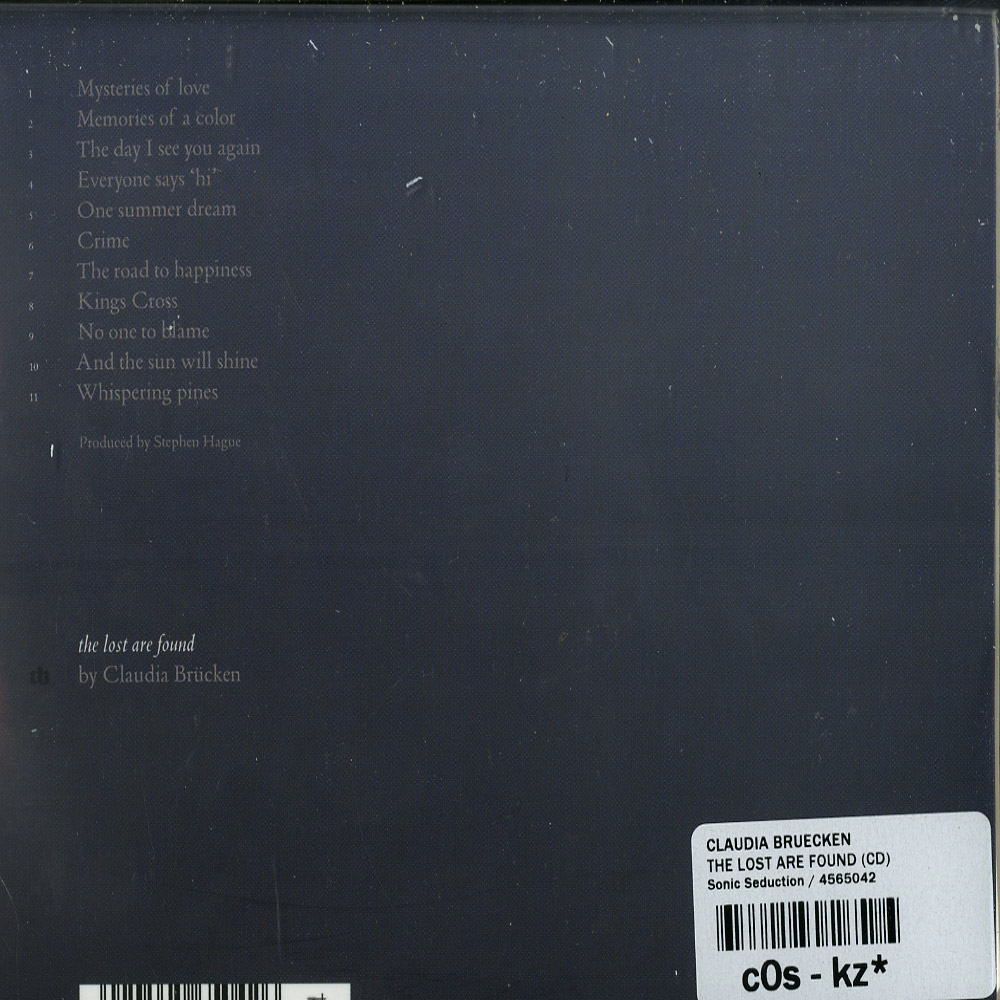 1 Mysteries of love
2 Memories of a color
3 The day I see you again
4 Everyone says ‘hi’
5 One summer dream
6 Crime
7 The road to happiness
8 Kings Cross
9 No one to blame
10 And the sun will shine
11 Whispering pines
Produced by Stephen Hague
the lost are found
by Claudia Brücken
CLAUDIA BRUECKEN
THE LOST ARE FOUND (CD)
Sonic Seduction / 4565042
cOs - kz*